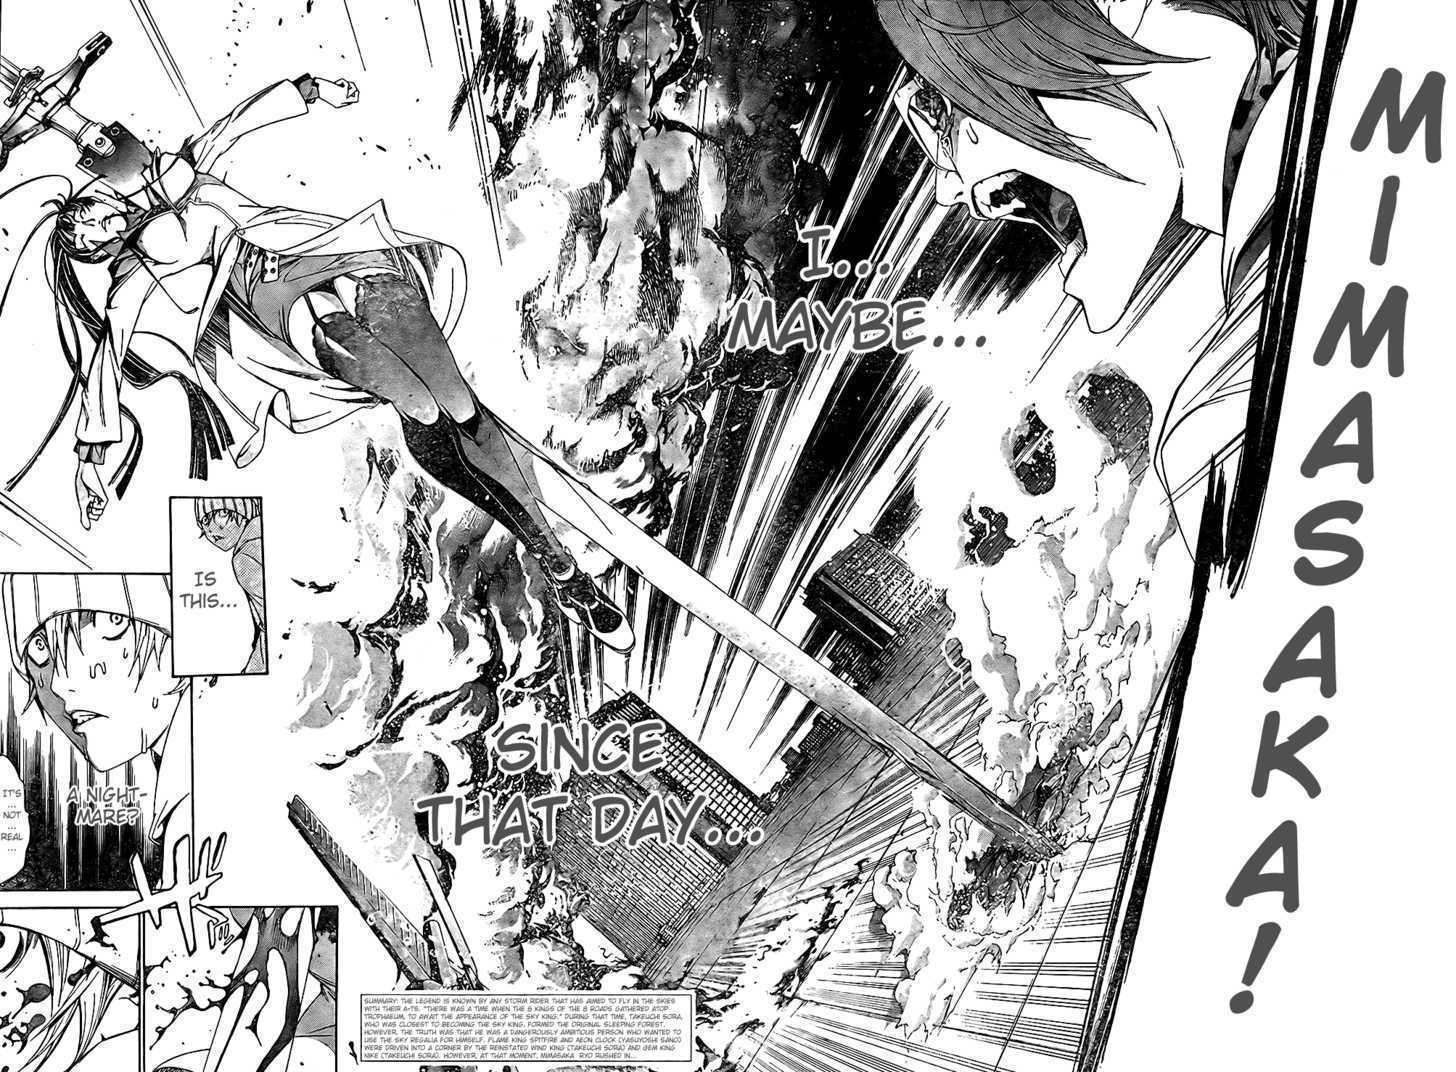 MIMASAKA!
I...
MAYBE...
SINCE
THAT DAY...
IS
THIS...
A NIGHT-
MARE?
IT'S
...
NOT
...
REAL
...
SUMMARY: THE LEGEND IS KNOWN BY ANY STORM RIDER THAT HAS AIMED TO FLY IN THE SKIES
WITH THEIR A-TS. "THERE WAS A TIME WHEN THE 8 KINGS OF THE 8 ROADS GATHERED ATOP
TROPHAEUM, TO AWAIT THE APPEARANCE OF THE SKY KING." DURING THAT TIME, TAKEUCHI SORA,
WHO WAS CLOSEST TO BECOMING THE SKY KING, FORMED THE ORIGINAL SLEEPING FOREST.
HOWEVER, THE TRUTH WAS THAT HE WAS A DANGEROUSLY AMBITIOUS PERSON WHO WANTED TO
USE THE SKY REGALIA FOR HIMSELF. FLAME KING SPITFIRE AND AEON CLOCK (YASUYOSHI SANO)
WERE DRIVEN INTO A CORNER BY THE REINSTATED WIND KING (TAKEUCHI SORA) AND GEM KING
NIKE (TAKEUCHI SORA). HOWEVER, AT THAT MOMENT, MIMASAKA RYO RUSHED IN...